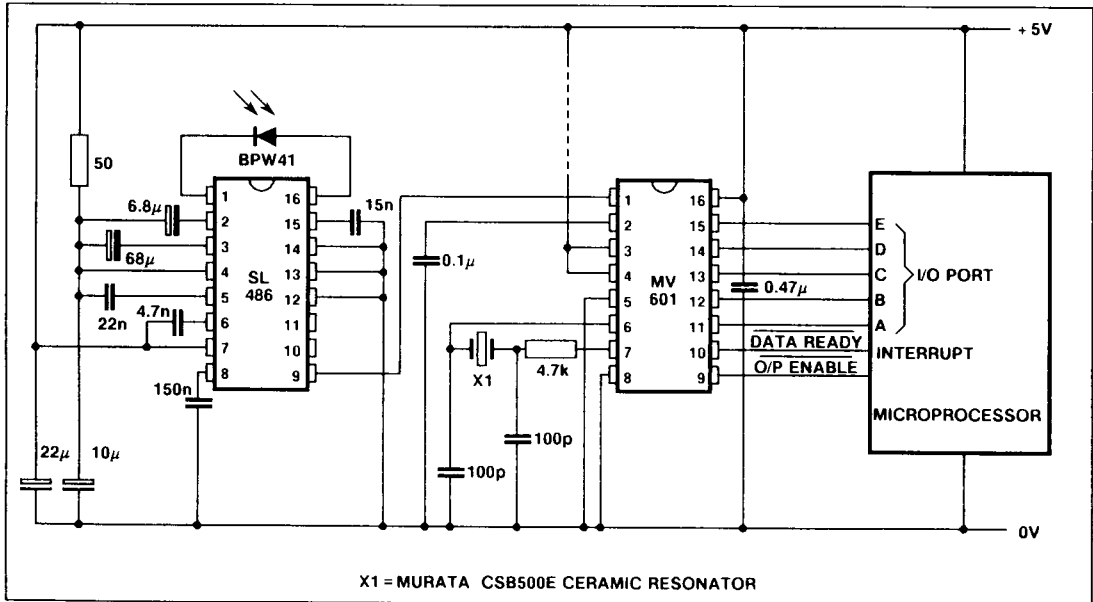 + 5V
BPW41
50
6.8μ
68μ
22n
4.7n
150n
22μ
10μ
1
2
3
4
5
6
7
8
SL
486
16
15
14
13
12
11
10
9
15n
0.1μ
X1
4.7k
100p
100p
1
2
3
4
5
6
7
8
MV
601
16
15
14
13
12
11
10
9
0.47μ
E
D
C
B
A
I/O PORT
DATA READY
INTERRUPT
O/P ENABLE
MICROPROCESSOR
0V
X1 = MURATA CSB500E CERAMIC RESONATOR